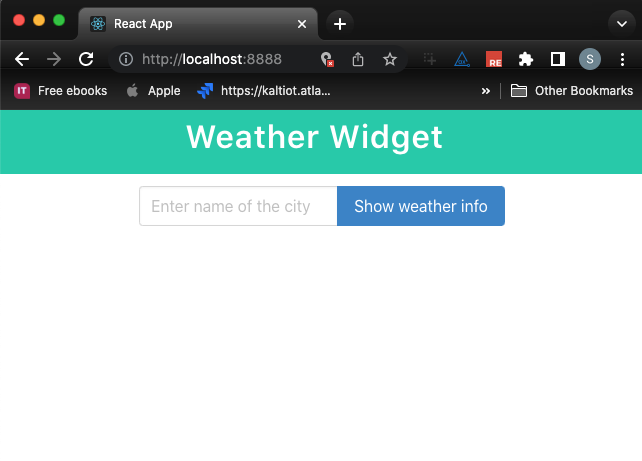 React App
http://localhost:8888
RE
S
IT Free ebooks Apple https://kaltiot.atla... » Other Bookmarks
Weather Widget
Enter name of the city Show weather info